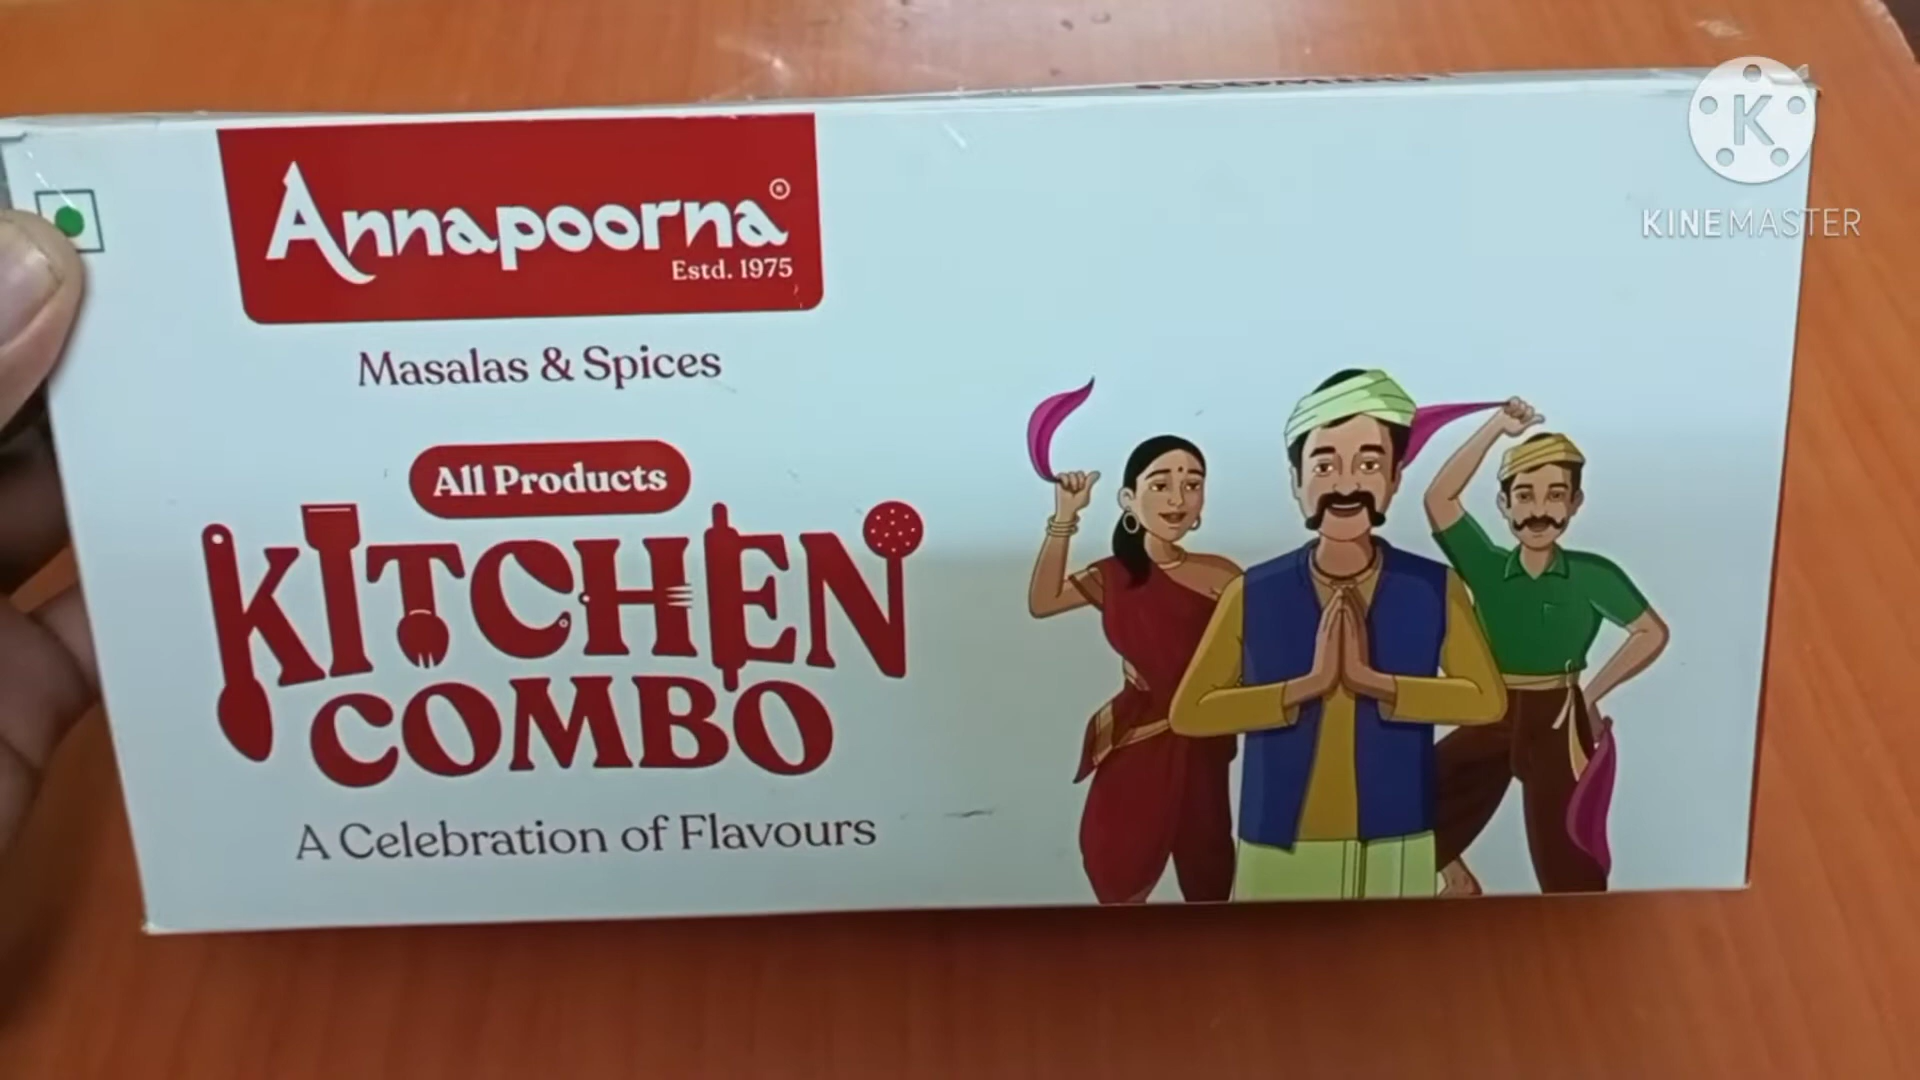 Annapoorna®
Estd. 1975
Masalas & Spices
All Products
KITCHEN
COMBO
A Celebration of Flavours
K
KINEMASTER